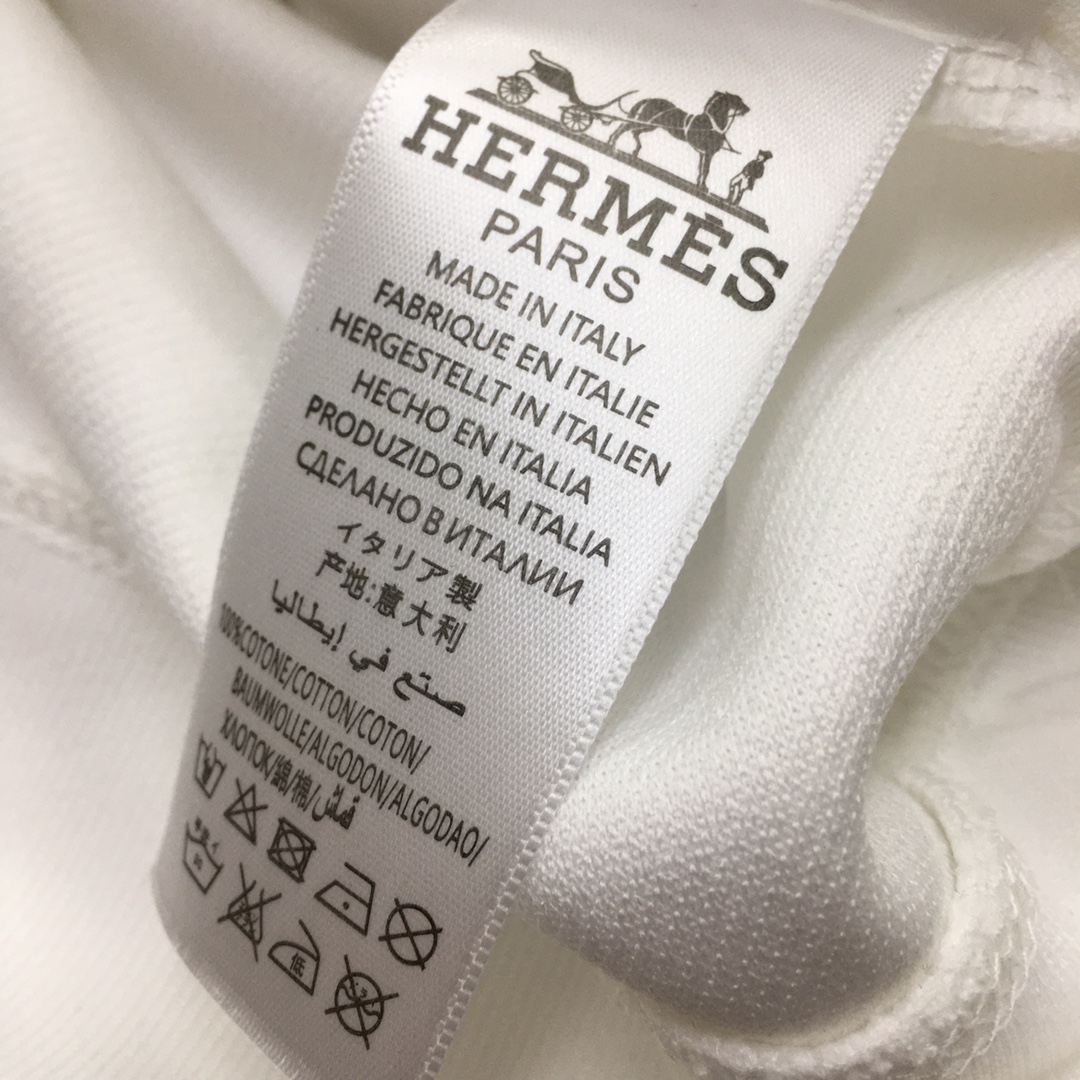 HERMÈS
PARIS
MADE IN ITALY
FABRIQUE EN ITALIE
HERGESTELLT IN ITALIEN
HECHO EN ITALIA
PRODUZIDO NA ITALIA
СДЕЛАНО В ИТАЛИИ
イタリア製
产地:意大利
صنع في إيطاليا
100%COTONE/COTTON/COTON/
BAUMWOLLE/ALGODON/ALGODAO/
ХЛОПОК/綿/棉/قماش
低